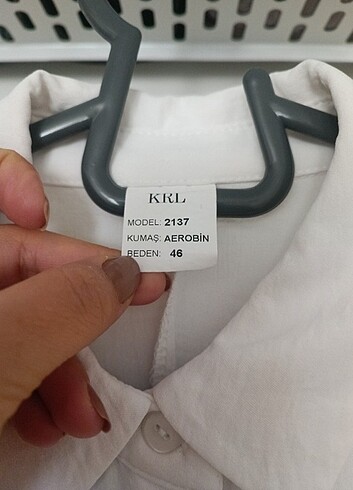 KRL
MODEL: 2137
KUMAŞ: AEROBİN
BEDEN: 46